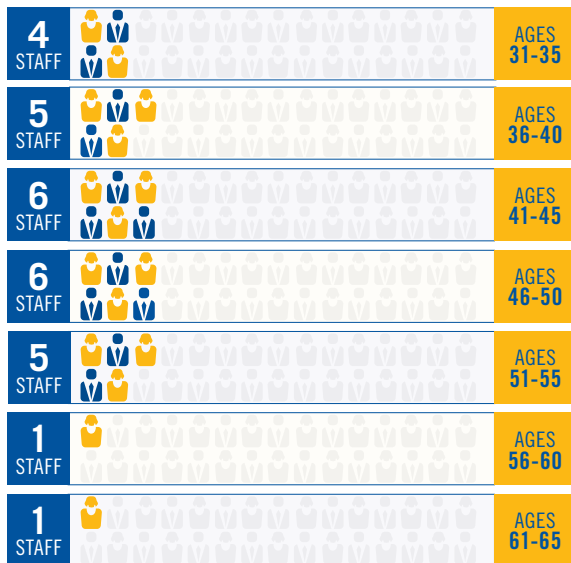 4
STAFF
AGES
31-35
5
STAFF
AGES
36-40
6
STAFF
AGES
41-45
6
STAFF
AGES
46-50
5
STAFF
AGES
51-55
1
STAFF
AGES
56-60
1
STAFF
AGES
61-65